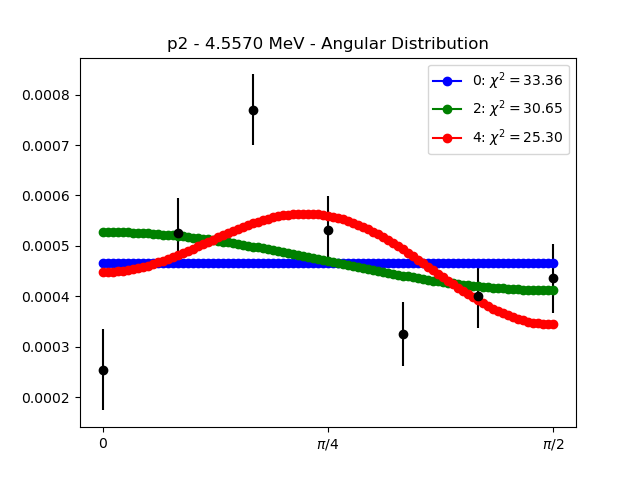 p2 - 4.5570 MeV - Angular Distribution
0: χ² = 33.36
2: χ² = 30.65
4: χ² = 25.30
0.0008
0.0007
0.0006
0.0005
0.0004
0.0003
0.0002
0 π/4 π/2